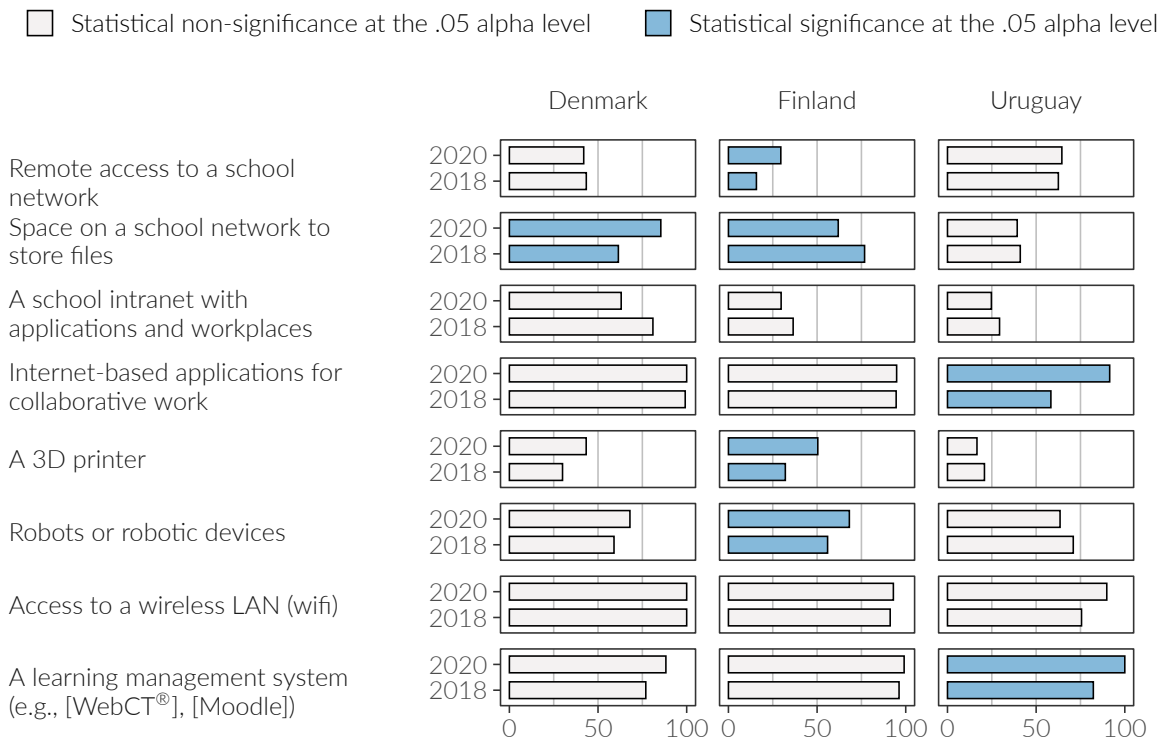 Statistical non-significance at the .05 alpha level
Statistical significance at the .05 alpha level
Denmark
Finland
Uruguay
Remote access to a school
network
2020
2018
Space on a school network to
store files
2020
2018
A school intranet with
applications and workplaces
2020
2018
Internet-based applications for
collaborative work
2020
2018
A 3D printer
2020
2018
Robots or robotic devices
2020
2018
Access to a wireless LAN (wifi)
2020
2018
A learning management system
(e.g., [WebCT®], [Moodle])
2020
2018
0 50 100
0 50 100
0 50 100